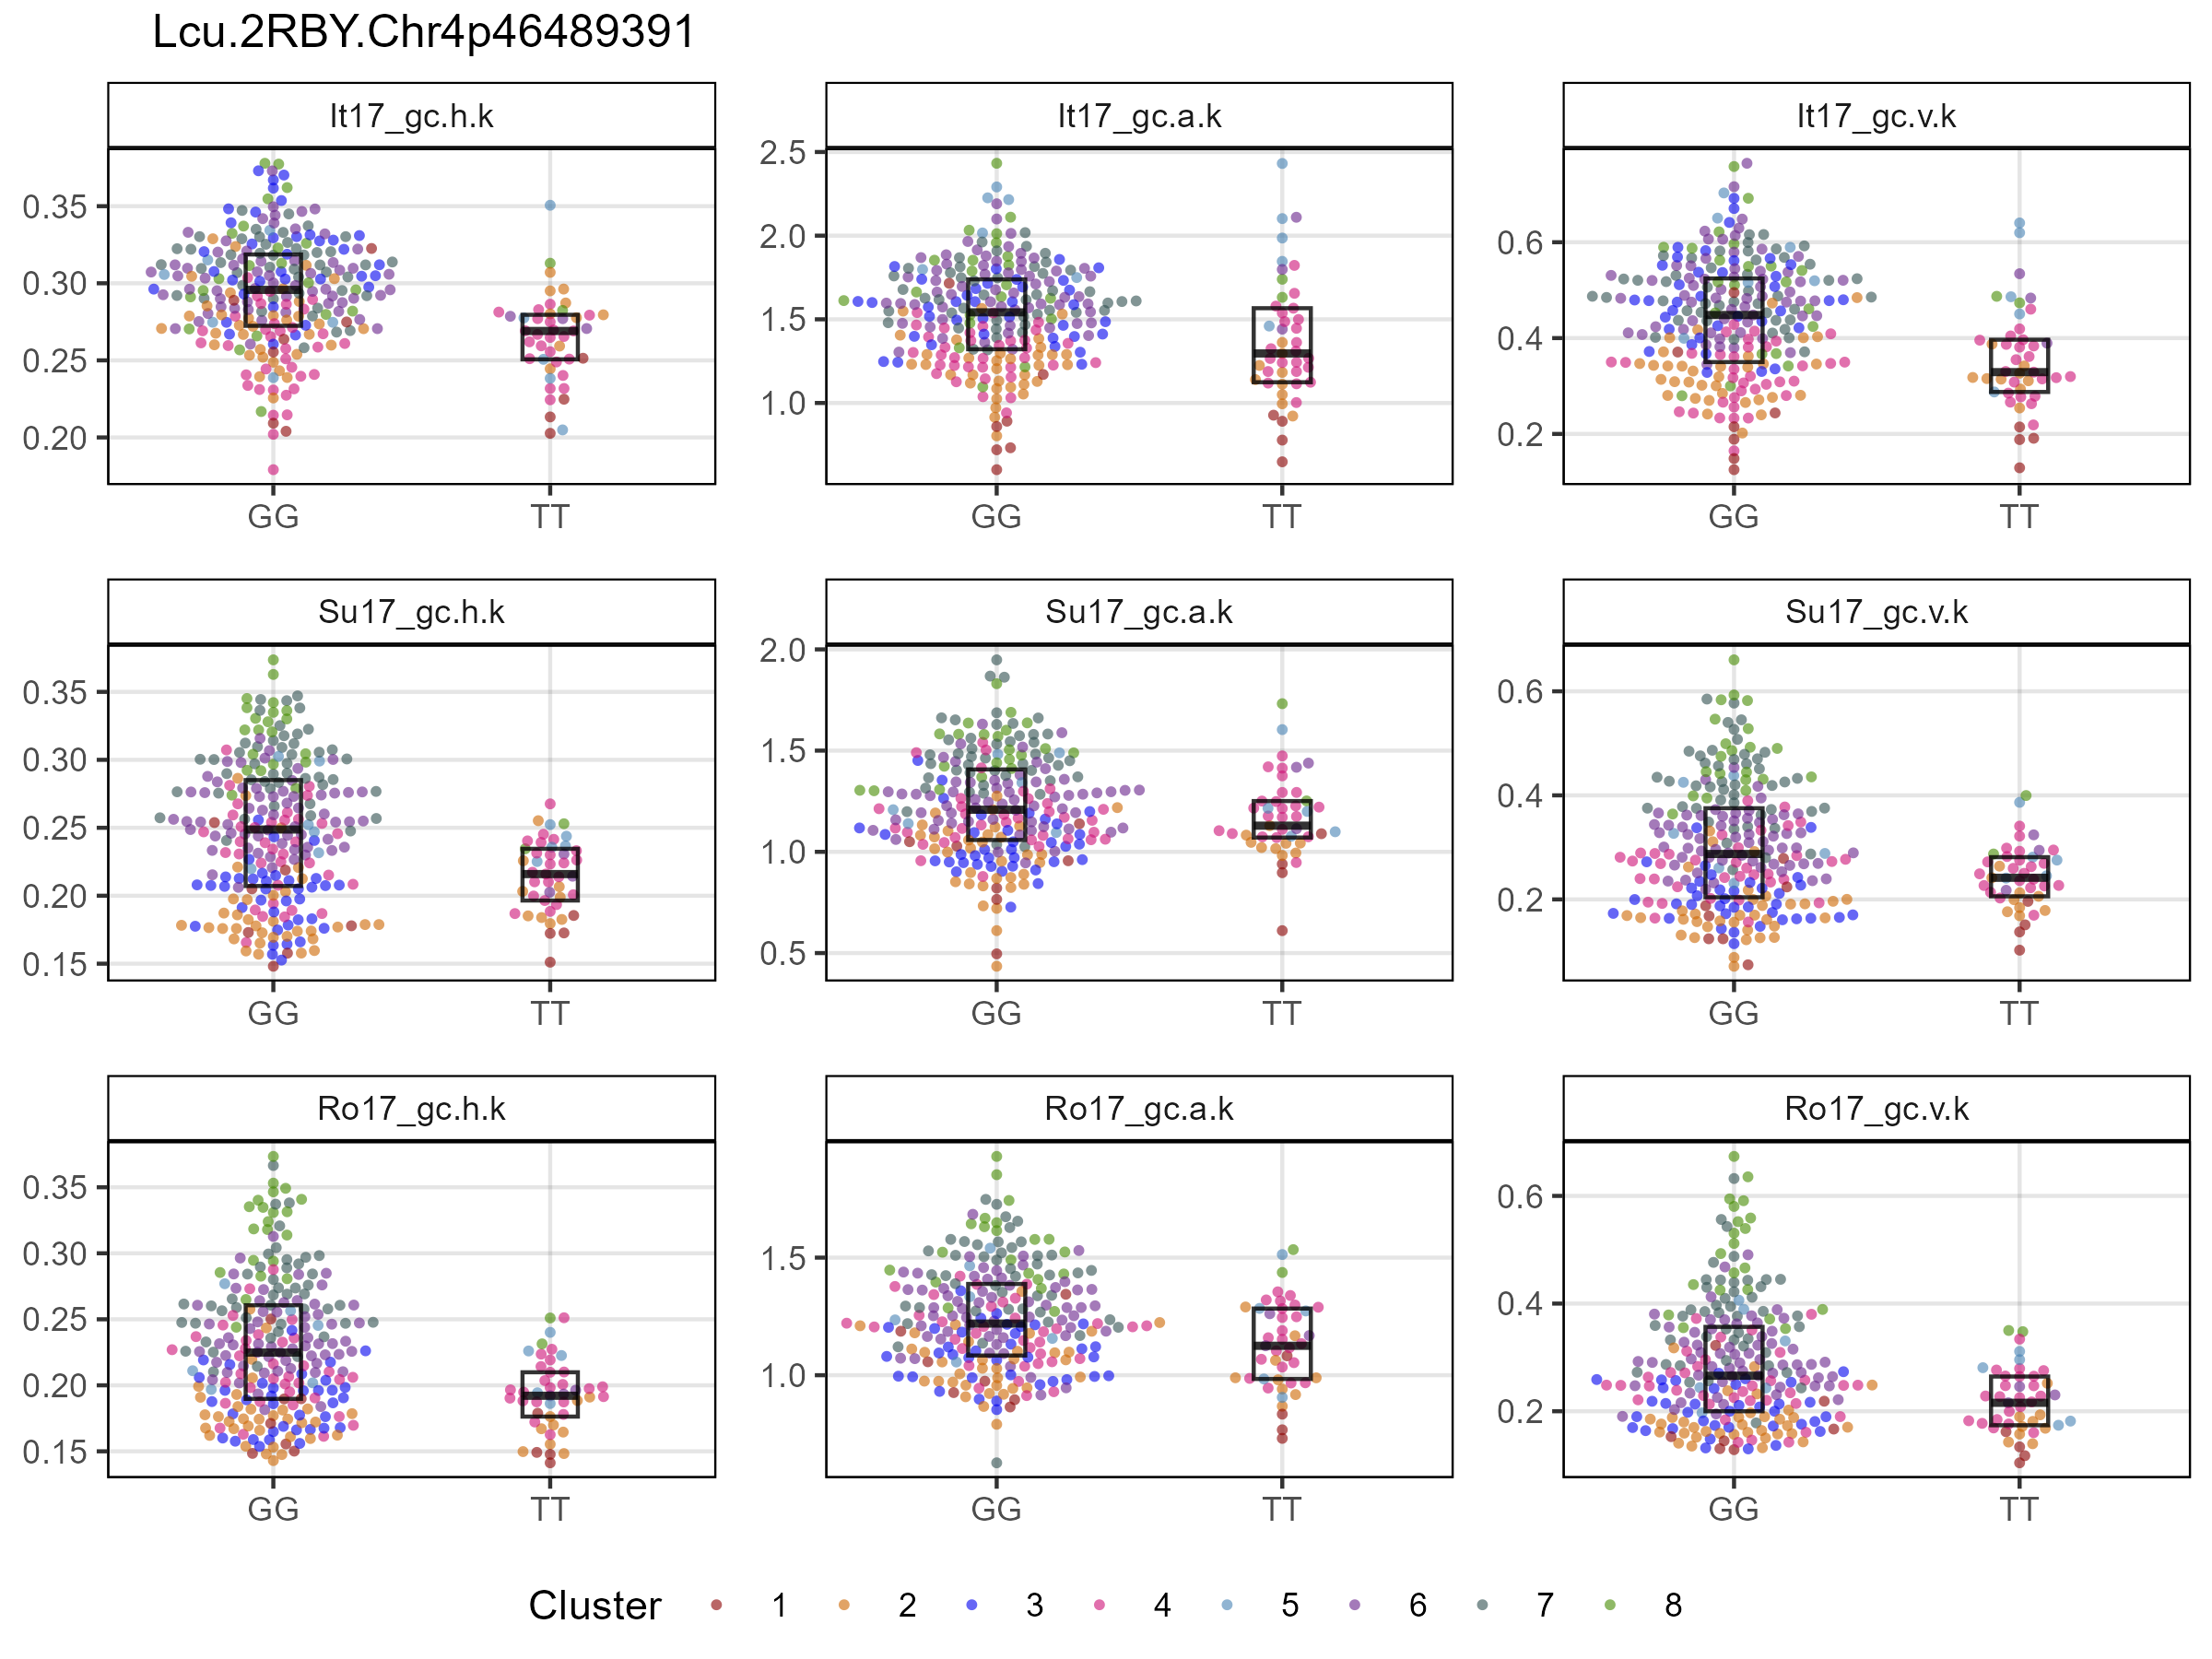 Lcu.2RBY.Chr4p46489391
It17_gc.h.k It17_gc.a.k It17_gc.v.k
0.35 0.30 0.25 0.20
2.5 2.0 1.5 1.0
0.6 0.4 0.2
GG TT GG TT GG TT
Su17_gc.h.k Su17_gc.a.k Su17_gc.v.k
0.35 0.30 0.25 0.20 0.15
2.0 1.5 1.0 0.5
0.6 0.4 0.2
GG TT GG TT GG TT
Ro17_gc.h.k Ro17_gc.a.k Ro17_gc.v.k
0.35 0.30 0.25 0.20 0.15
1.5 1.0
0.6 0.4 0.2
GG TT GG TT GG TT
Cluster 1 2 3 4 5 6 7 8